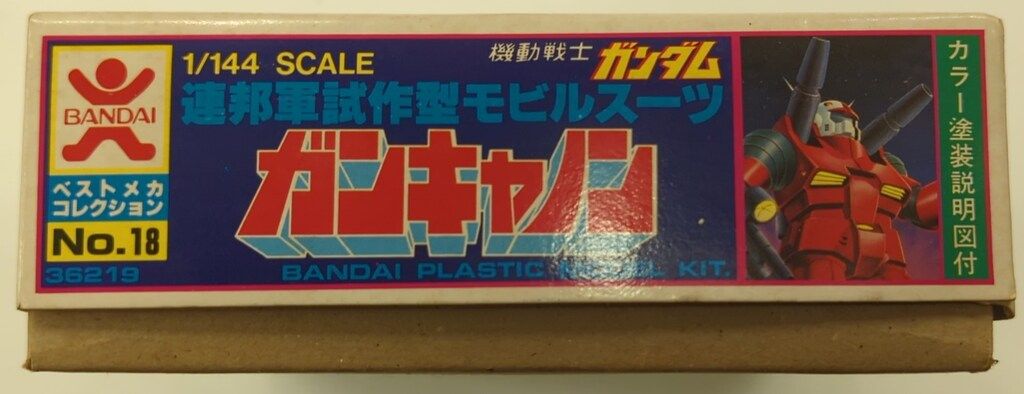 BANDAI
ベストメカ
コレクション
No.18
36219
1/144 SCALE
機動戦士 ガンダム
連邦軍試作型モビルスーツ
ガンキャノン
BANDAI PLASTIC MODEL KIT.
カラー塗装説明図付